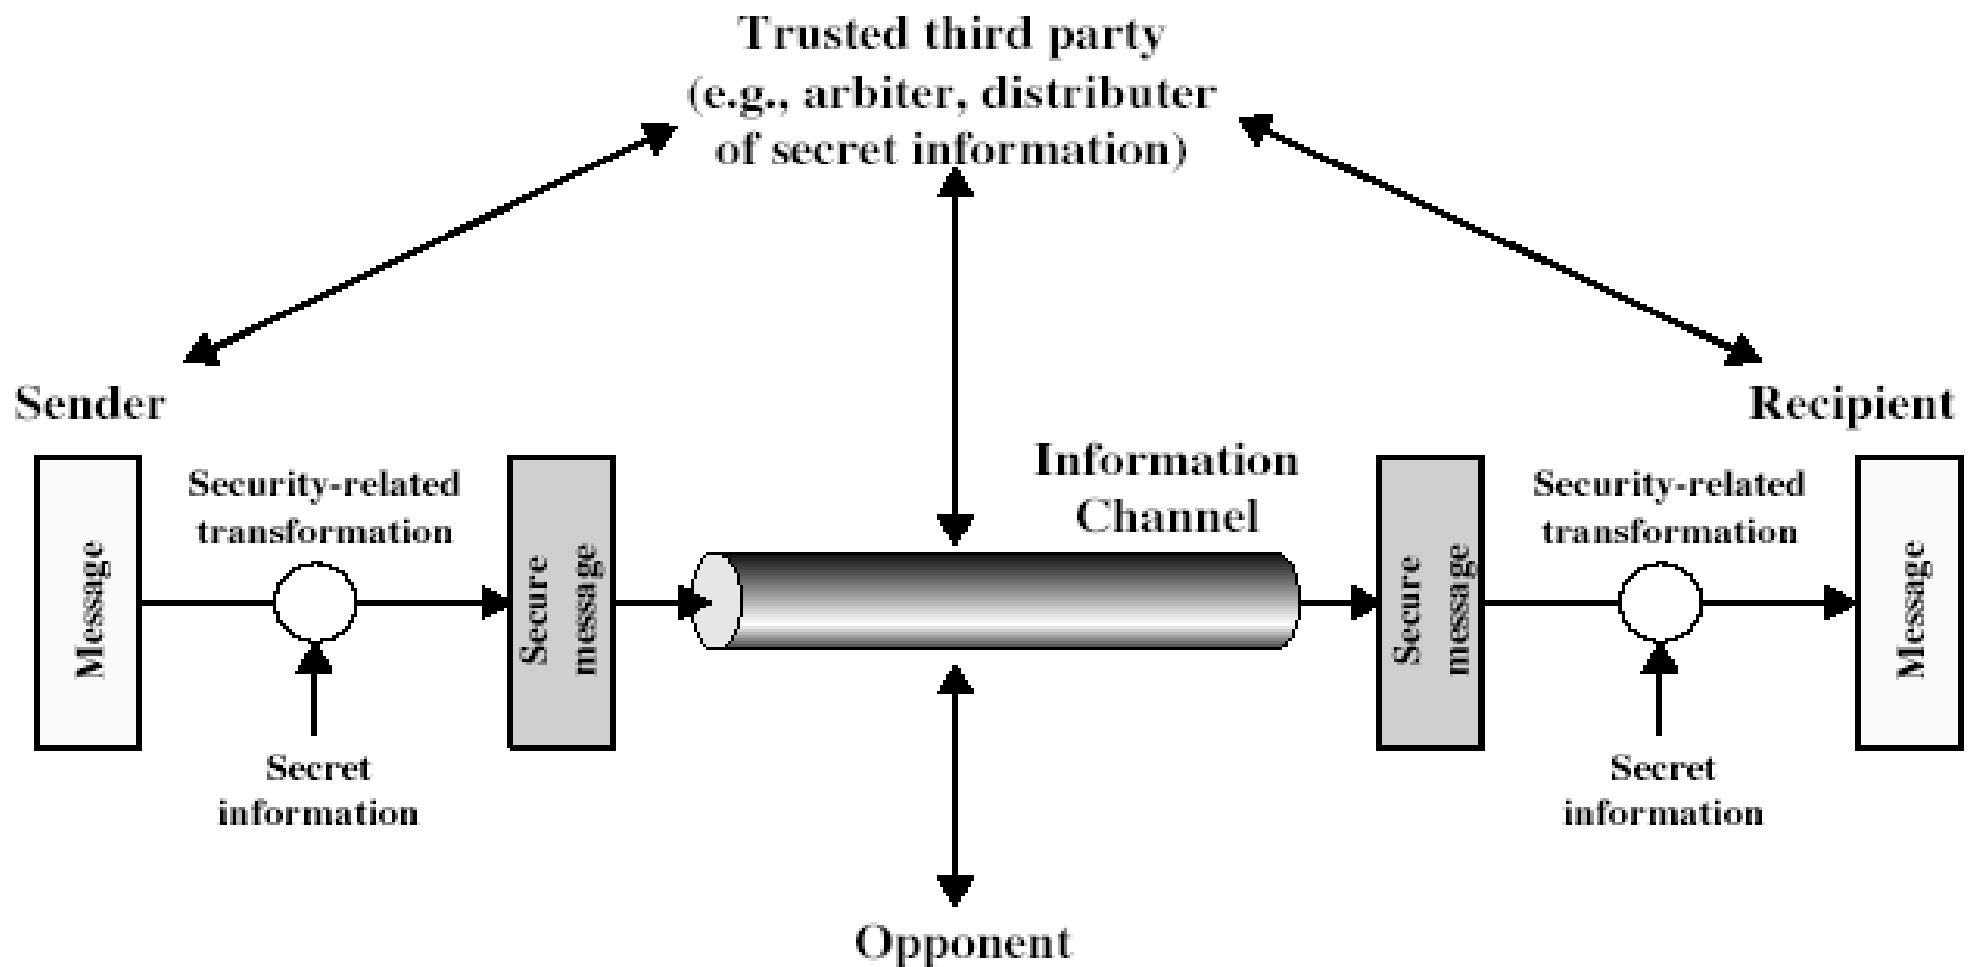 Trusted third party
(e.g., arbiter, distributer
of secret information)
Sender
Recipient
Information
Channel
Security-related
transformation
Security-related
transformation
Message
Secure
message
Secure
message
Message
Secret
information
Secret
information
Opponent